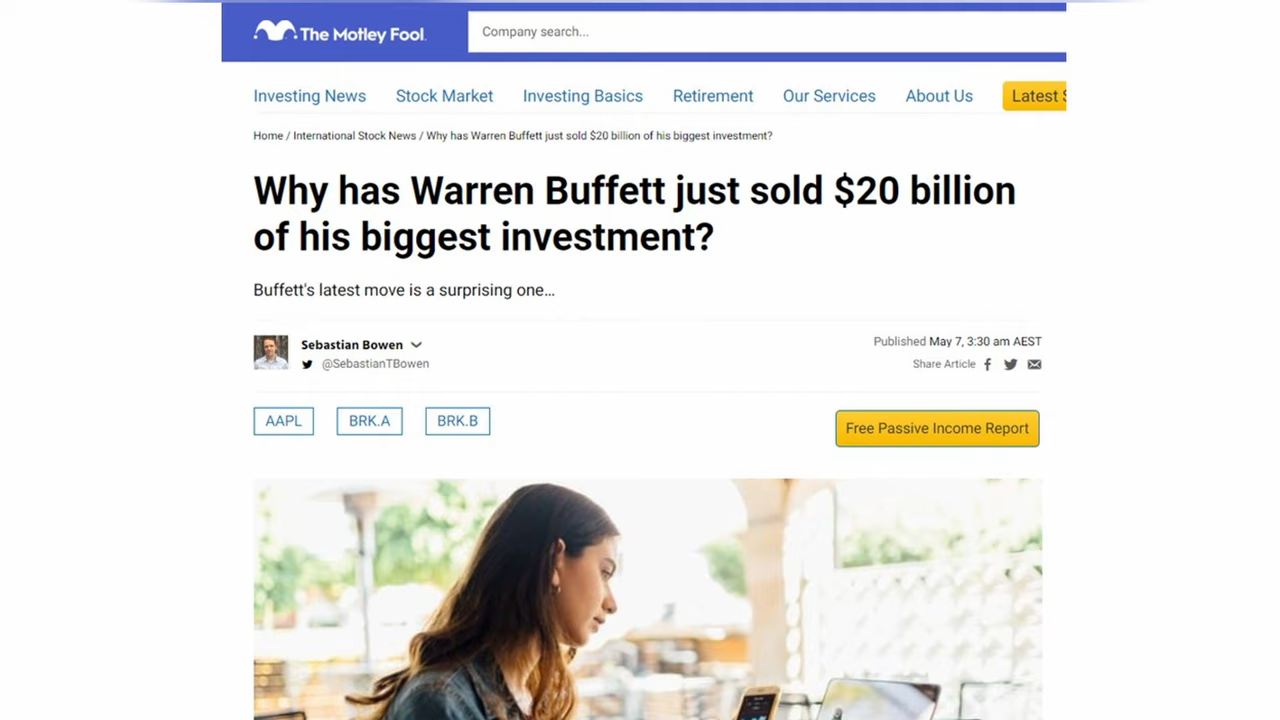 The Motley Fool.
Company search...
Investing News Stock Market Investing Basics Retirement Our Services About Us Latest
Home / International Stock News / Why has Warren Buffett just sold $20 billion of his biggest investment?
Why has Warren Buffett just sold $20 billion
of his biggest investment?
Buffett's latest move is a surprising one…
Sebastian Bowen
@SebastianTBowen
Published May 7, 3:30 am AEST
Share Article
AAPL BRK.A BRK.B
Free Passive Income Report